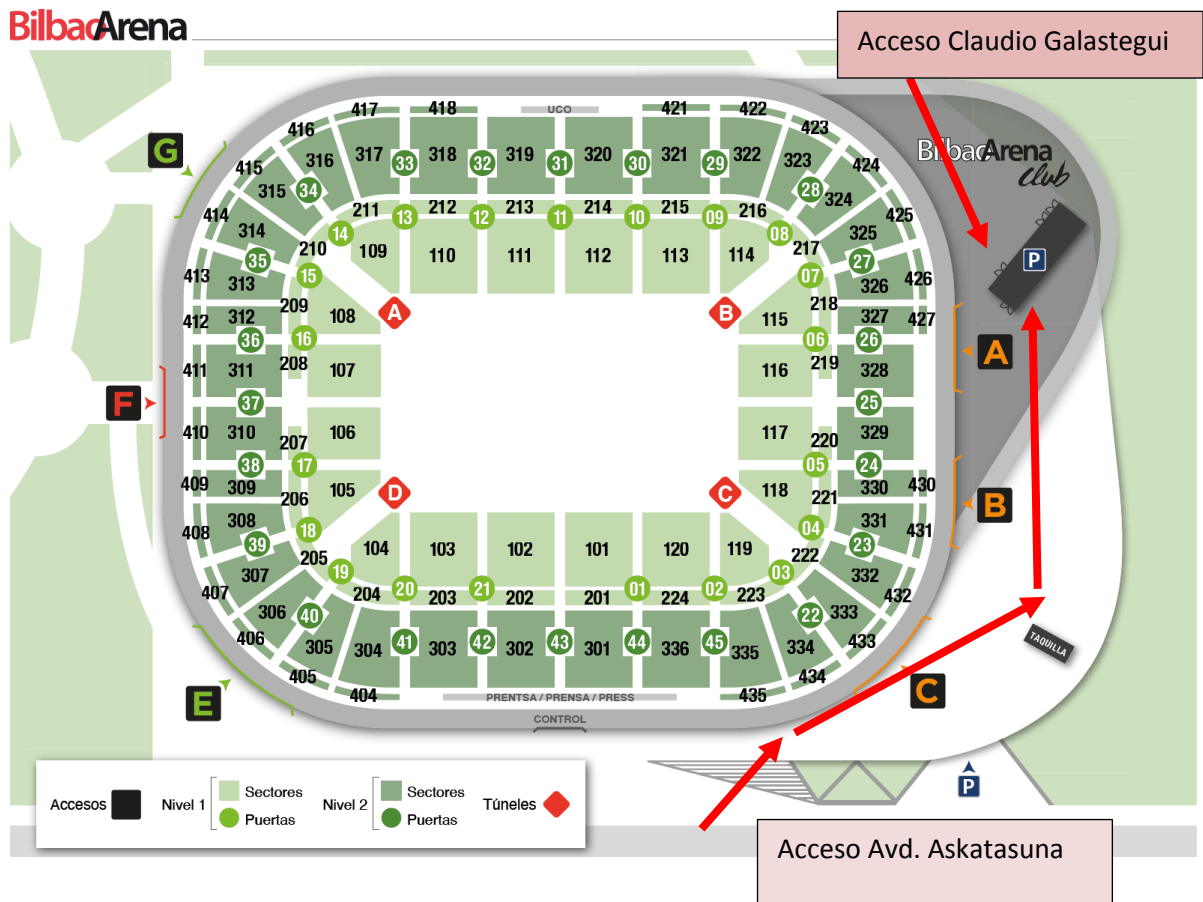 BilbaoArena
Acceso Claudio Galastegui
417 418 UCO 421 422
416 423
G
415 316 317 33 318 32 319 31 320 30 321 29 322 323 424
BilbaoArena
club
315 34 28 324
414 211 13 212 12 213 11 214 10 215 09 216 425
314 210 14 109 110 111 112 113 114 08 217 325
413 35 313 15 07 27 326 426
P
209 218
412 312 108 A B 115 327 427
36 16 06 26
A
411 311 208 107 116 219 328
F
37 25
410 310 207 106 117 220 329
38 17 05 24
409 309 206 105 D C 118 221 330 430
B
408 308 18 04 331 431
39 205 104 103 102 101 120 119 222 23
307 19 03 332
407 204 20 203 21 202 201 01 224 02 223 432
306 40 22 333
406 305 304 41 303 42 302 43 301 44 336 45 335 334 433
TAQUILLA
405 434
E
404 PRENTSA / PRENSA / PRESS 435
C
CONTROL
P
Accesos Nivel 1 Sectores Puertas Nivel 2 Sectores Puertas Túneles
Acceso Avd. Askatasuna